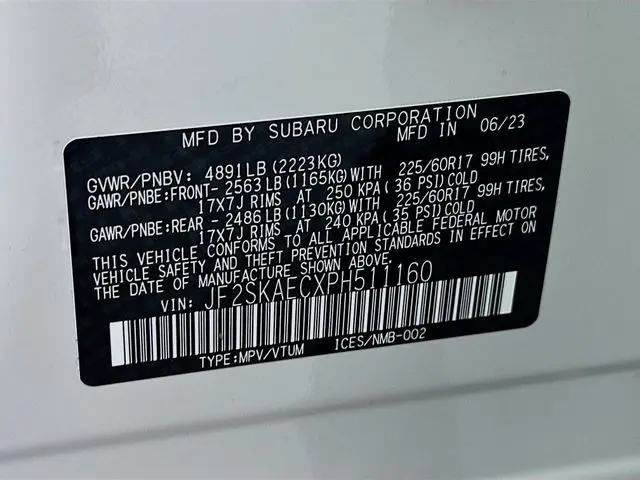 MFD BY SUBARU CORPORATION
MFD IN 06/23
GVWR/PNBV: 4891LB(2223KG)
GAWR/PNBE:FRONT- 2563LB(1165KG)WITH 225/60R17 99H TIRES
17X7J RIMS AT 250 KPA(36 PSI)COLD
GAWR/PNBE:REAR - 2486LB(1130KG)WITH 225/60R17 99H TIRES
17X7J RIMS AT 240 KPA(35 PSI)COLD
THIS VEHICLE CONFORMS TO ALL APPLICABLE FEDERAL MOTOR
VEHICLE SAFETY AND THEFT PREVENTION STANDARDS IN EFFECT ON
THE DATE OF MANUFACTURE SHOWN ABOVE.
VIN: JF2SKAECXPH511160
TYPE:MPV/VTUM ICES/NMB-002